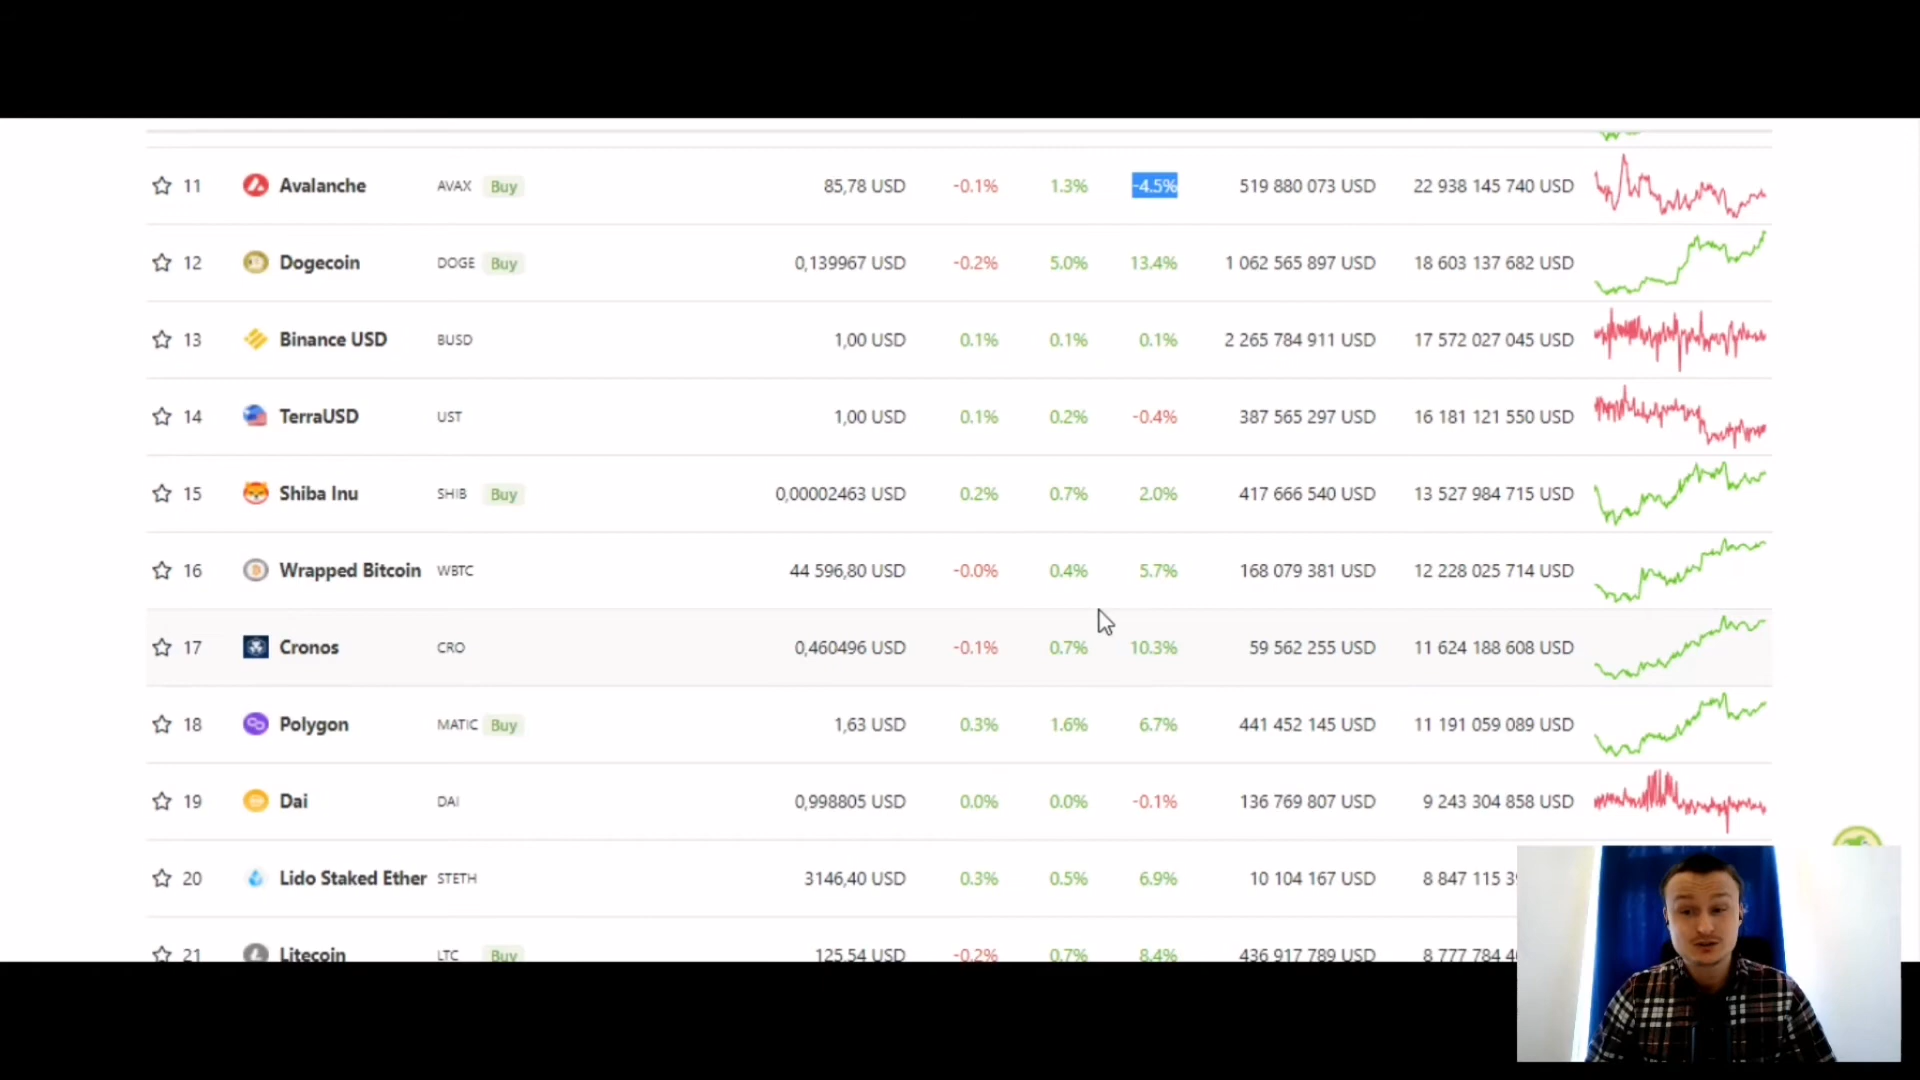 11 Avalanche AVAX Buy 85,78 USD -0.1% 1.3% -4.5% 519 880 073 USD 22 938 145 740 USD
12 Dogecoin DOGE Buy 0,139967 USD -0.2% 5.0% 13.4% 1 062 565 897 USD 18 603 137 682 USD
13 Binance USD BUSD 1,00 USD 0.1% 0.1% 0.1% 2 265 784 911 USD 17 572 027 045 USD
14 TerraUSD UST 1,00 USD 0.1% 0.2% -0.4% 387 565 297 USD 16 181 121 550 USD
15 Shiba Inu SHIB Buy 0,00002463 USD 0.2% 0.7% 2.0% 417 666 540 USD 13 527 984 715 USD
16 Wrapped Bitcoin WBTC 44 596,80 USD -0.0% 0.4% 5.7% 168 079 381 USD 12 228 025 714 USD
17 Cronos CRO 0,460496 USD -0.1% 0.7% 10.3% 59 562 255 USD 11 624 188 608 USD
18 Polygon MATIC Buy 1,63 USD 0.3% 1.6% 6.7% 441 452 145 USD 11 191 059 089 USD
19 Dai DAI 0,998805 USD 0.0% 0.0% -0.1% 136 769 807 USD 9 243 304 858 USD
20 Lido Staked Ether STETH 3146,40 USD 0.3% 0.5% 6.9% 10 104 167 USD 8 847 115
21 Litecoin LTC Buy 125,54 USD -0.2% 0.7% 8.4% 436 917 789 USD 8 777 784